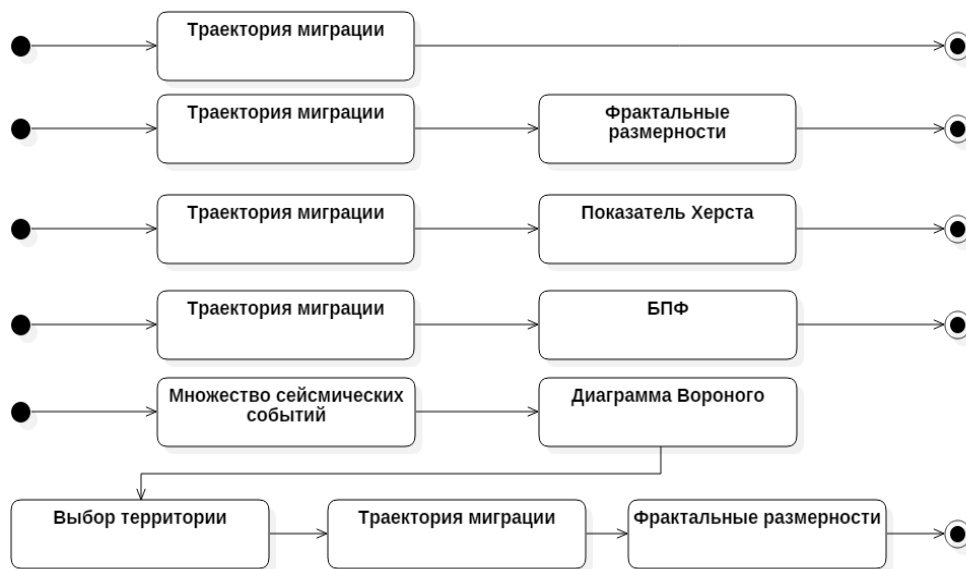 Траектория миграции
Траектория миграции
Фрактальные
размерности
Траектория миграции
Показатель Херста
Траектория миграции
БПФ
Множество сейсмических
событий
Диаграмма Вороного
Выбор территории
Траектория миграции
Фрактальные размерности